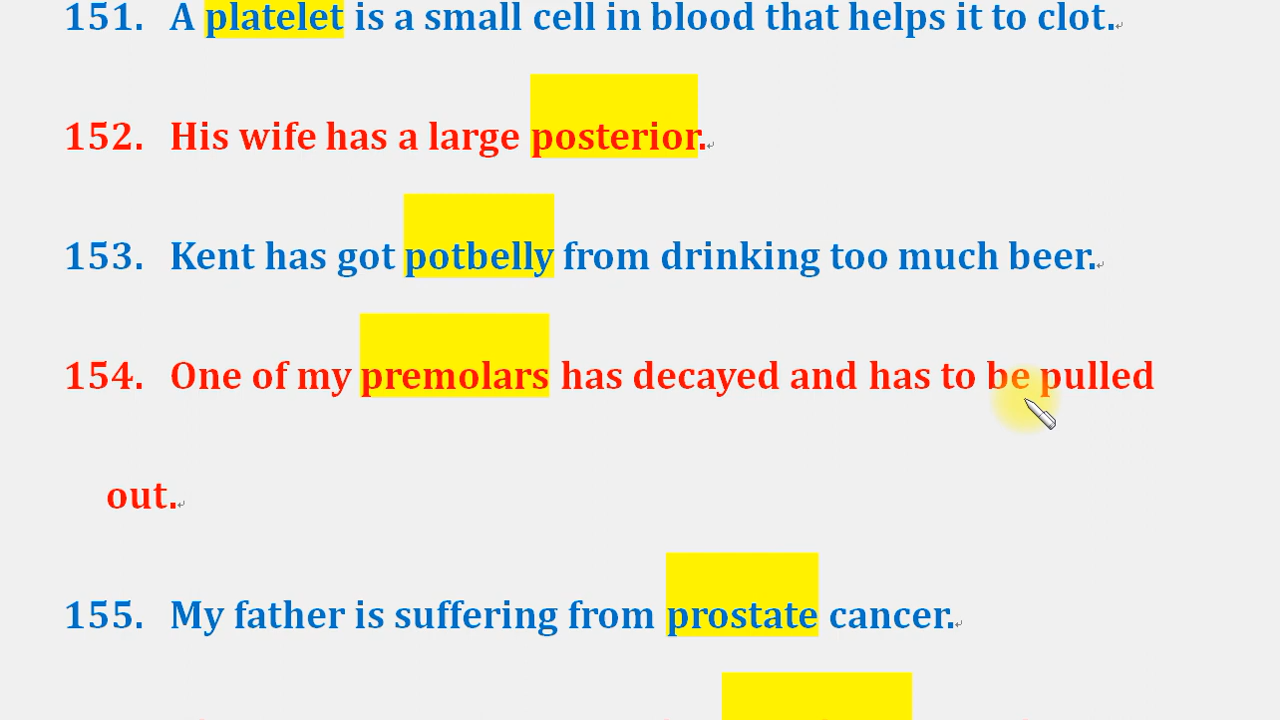 151. A platelet is a small cell in blood that helps it to clot.
152. His wife has a large posterior.
153. Kent has got potbelly from drinking too much beer.
154. One of my premolars has decayed and has to be pulled
out.
155. My father is suffering from prostate cancer.